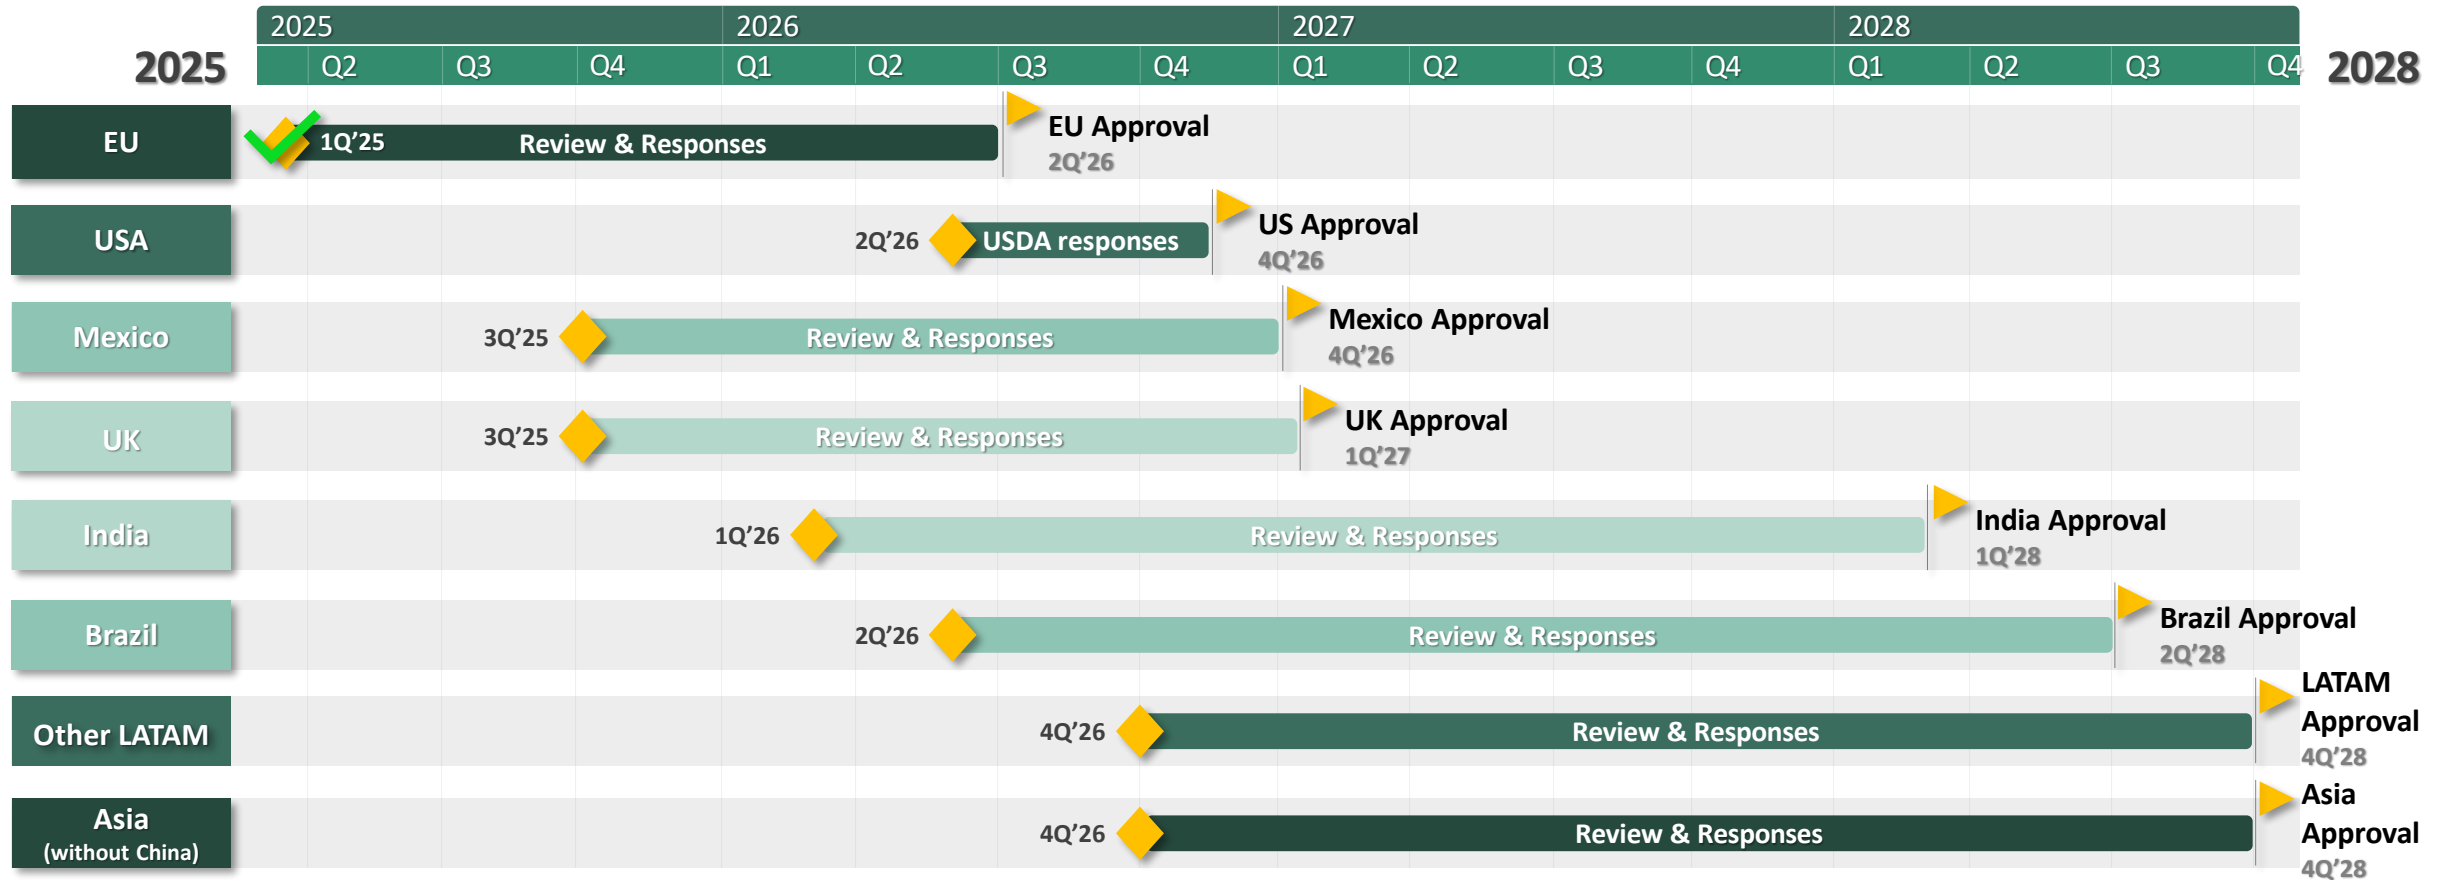 2025 2026 2027 2028
2025 Q2 Q3 Q4 Q1 Q2 Q3 Q4 Q1 Q2 Q3 Q4 Q1 Q2 Q3 Q4 2028
EU
1Q’25
Review & Responses
EU Approval
2Q’26
USA
2Q’26
USDA responses
US Approval
4Q’26
Mexico
3Q’25
Review & Responses
Mexico Approval
4Q’26
UK
3Q’25
Review & Responses
UK Approval
1Q’27
India
1Q’26
Review & Responses
India Approval
1Q’28
Brazil
2Q’26
Review & Responses
Brazil Approval
2Q’28
Other LATAM
4Q’26
Review & Responses
LATAM
Approval
4Q’28
Asia
(without China)
4Q’26
Review & Responses
Asia
Approval
4Q’28